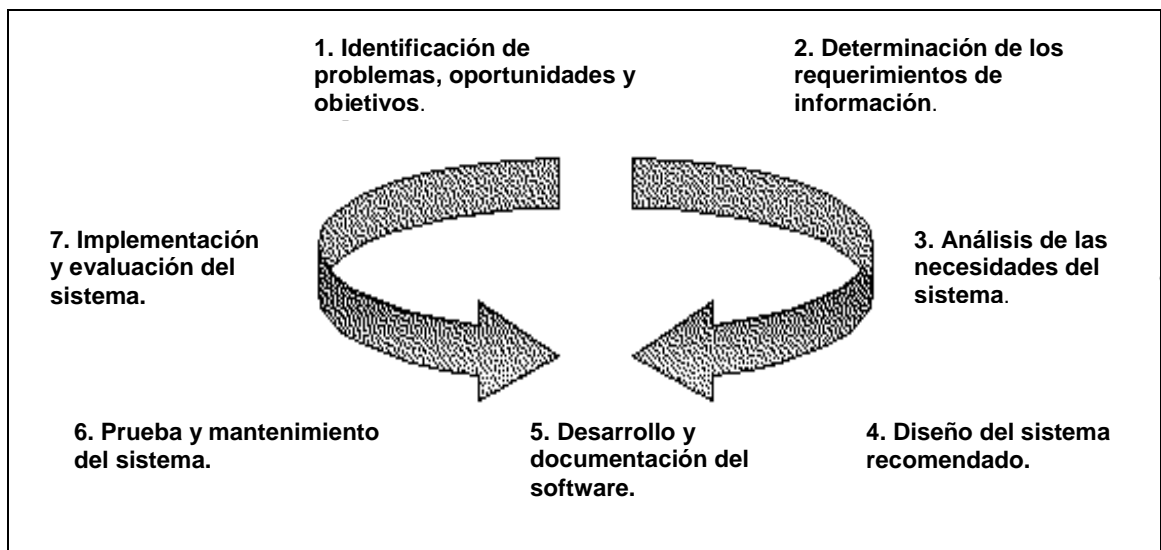 1. Identificación de
problemas, oportunidades y
objetivos.
2. Determinación de los
requerimientos de
información.
3. Análisis de las
necesidades del
sistema.
4. Diseño del sistema
recomendado.
5. Desarrollo y
documentación del
software.
6. Prueba y mantenimiento
del sistema.
7. Implementación
y evaluación del
sistema.